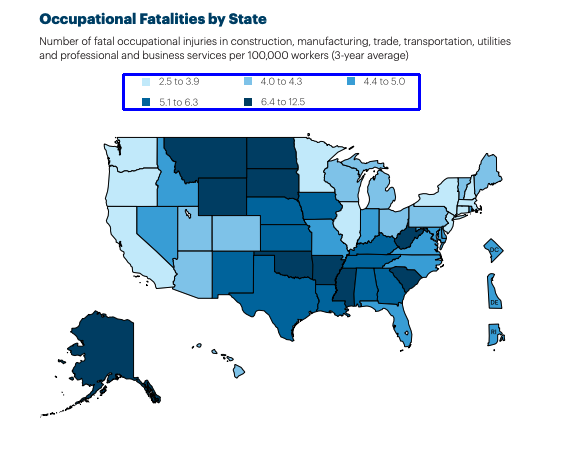 Occupational Fatalities by State
Number of fatal occupational injuries in construction, manufacturing, trade, transportation, utilities
and professional and business services per 100,000 workers (3-year average)
2.5 to 3.9 4.0 to 4.3 4.4 to 5.0
5.1 to 6.3 6.4 to 12.5
DC
DE
RI